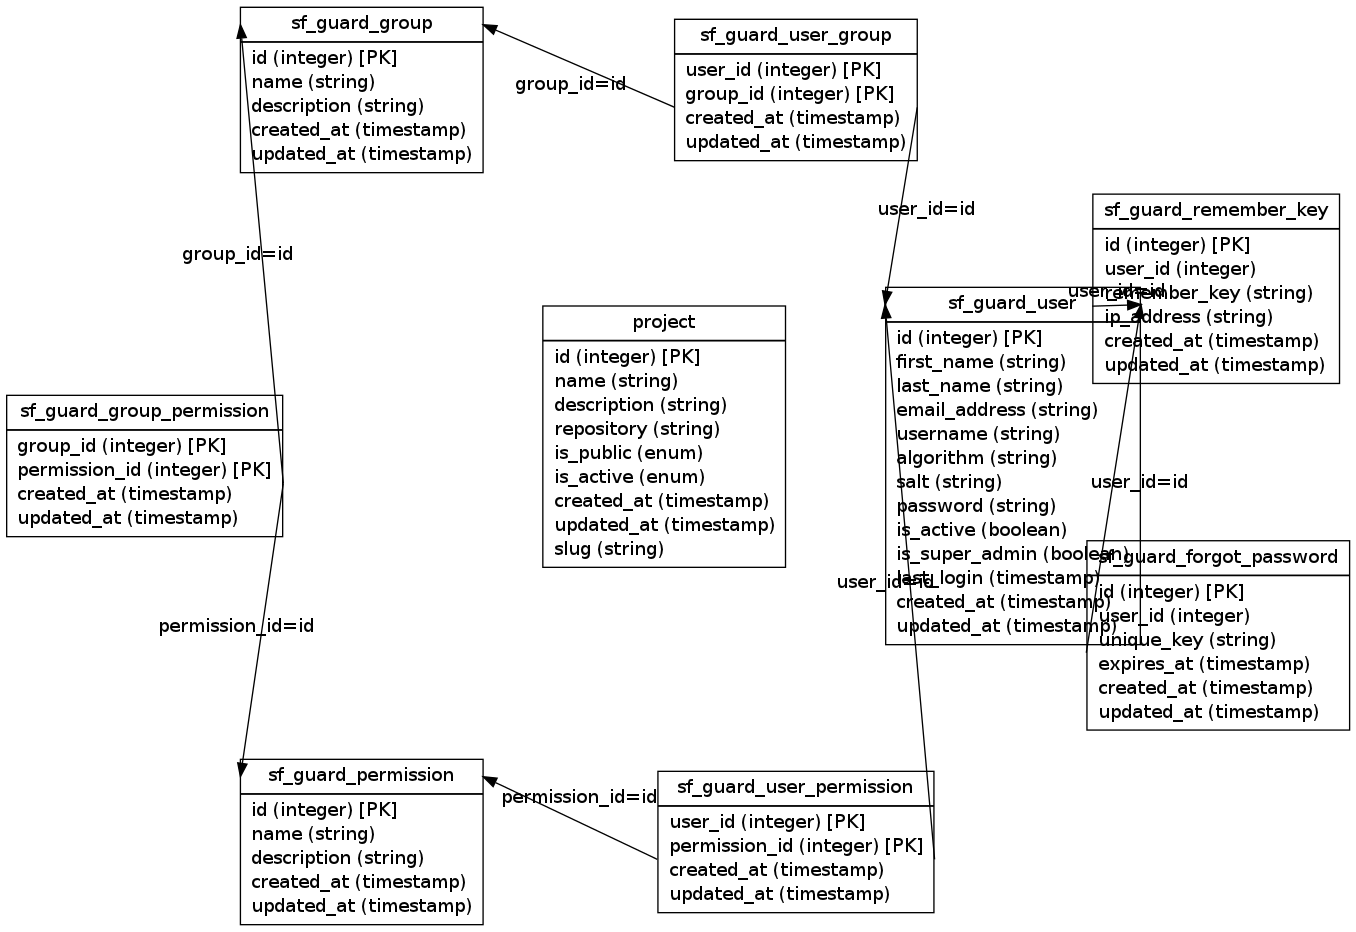 sf_guard_group
id (integer) [PK]
name (string)
description (string)
created_at (timestamp)
updated_at (timestamp)
sf_guard_user_group
user_id (integer) [PK]
group_id (integer) [PK]
created_at (timestamp)
updated_at (timestamp)
group_id=id
user_id=id
sf_guard_remember_key
id (integer) [PK]
user_id (integer)
remember_key (string)
ip_address (string)
created_at (timestamp)
updated_at (timestamp)
user_id=id
group_id=id
project
id (integer) [PK]
name (string)
description (string)
repository (string)
is_public (enum)
is_active (enum)
created_at (timestamp)
updated_at (timestamp)
slug (string)
sf_guard_user
id (integer) [PK]
first_name (string)
last_name (string)
email_address (string)
username (string)
algorithm (string)
salt (string)
password (string)
is_active (boolean)
is_super_admin (boolean)
last_login (timestamp)
created_at (timestamp)
updated_at (timestamp)
sf_guard_group_permission
group_id (integer) [PK]
permission_id (integer) [PK]
created_at (timestamp)
updated_at (timestamp)
user_id=id
sf_guard_forgot_password
id (integer) [PK]
user_id (integer)
unique_key (string)
expires_at (timestamp)
created_at (timestamp)
updated_at (timestamp)
user_id=id
permission_id=id
sf_guard_permission
id (integer) [PK]
name (string)
description (string)
created_at (timestamp)
updated_at (timestamp)
permission_id=id
sf_guard_user_permission
user_id (integer) [PK]
permission_id (integer) [PK]
created_at (timestamp)
updated_at (timestamp)